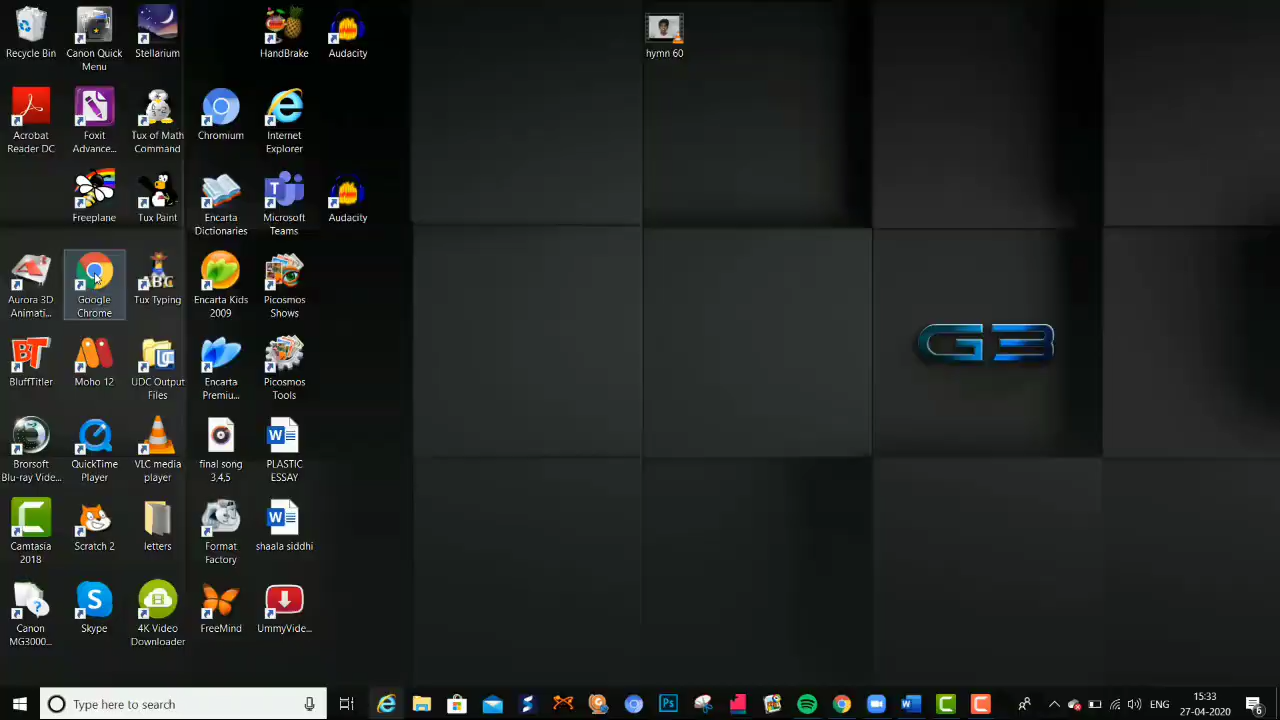 Recycle Bin
Canon Quick
Menu
Stellarium
HandBrake
Audacity
hymn 60
Acrobat
Reader DC
Foxit
Advance...
Tux of Math
Command
Chromium
Internet
Explorer
Freeplane
Tux Paint
Encarta
Dictionaries
Microsoft
Teams
Audacity
Aurora 3D
Animati...
Google
Chrome
ABC
Tux Typing
Encarta Kids
2009
Picosmos
Shows
G3
BT
BluffTitler
Moho 12
UDC Output
Files
Encarta
Premiu...
Picosmos
Tools
Brorsoft
Blu-ray Vide...
QuickTime
Player
VLC media
player
final song
3,4,5
PLASTIC
ESSAY
Camtasia
2018
Scratch 2
letters
Format
Factory
shaala siddhi
Canon
MG3000...
Skype
4K Video
Downloader
FreeMind
UmmyVide...
Type here to search
Ps
ENG
15:33
27-04-2020
6